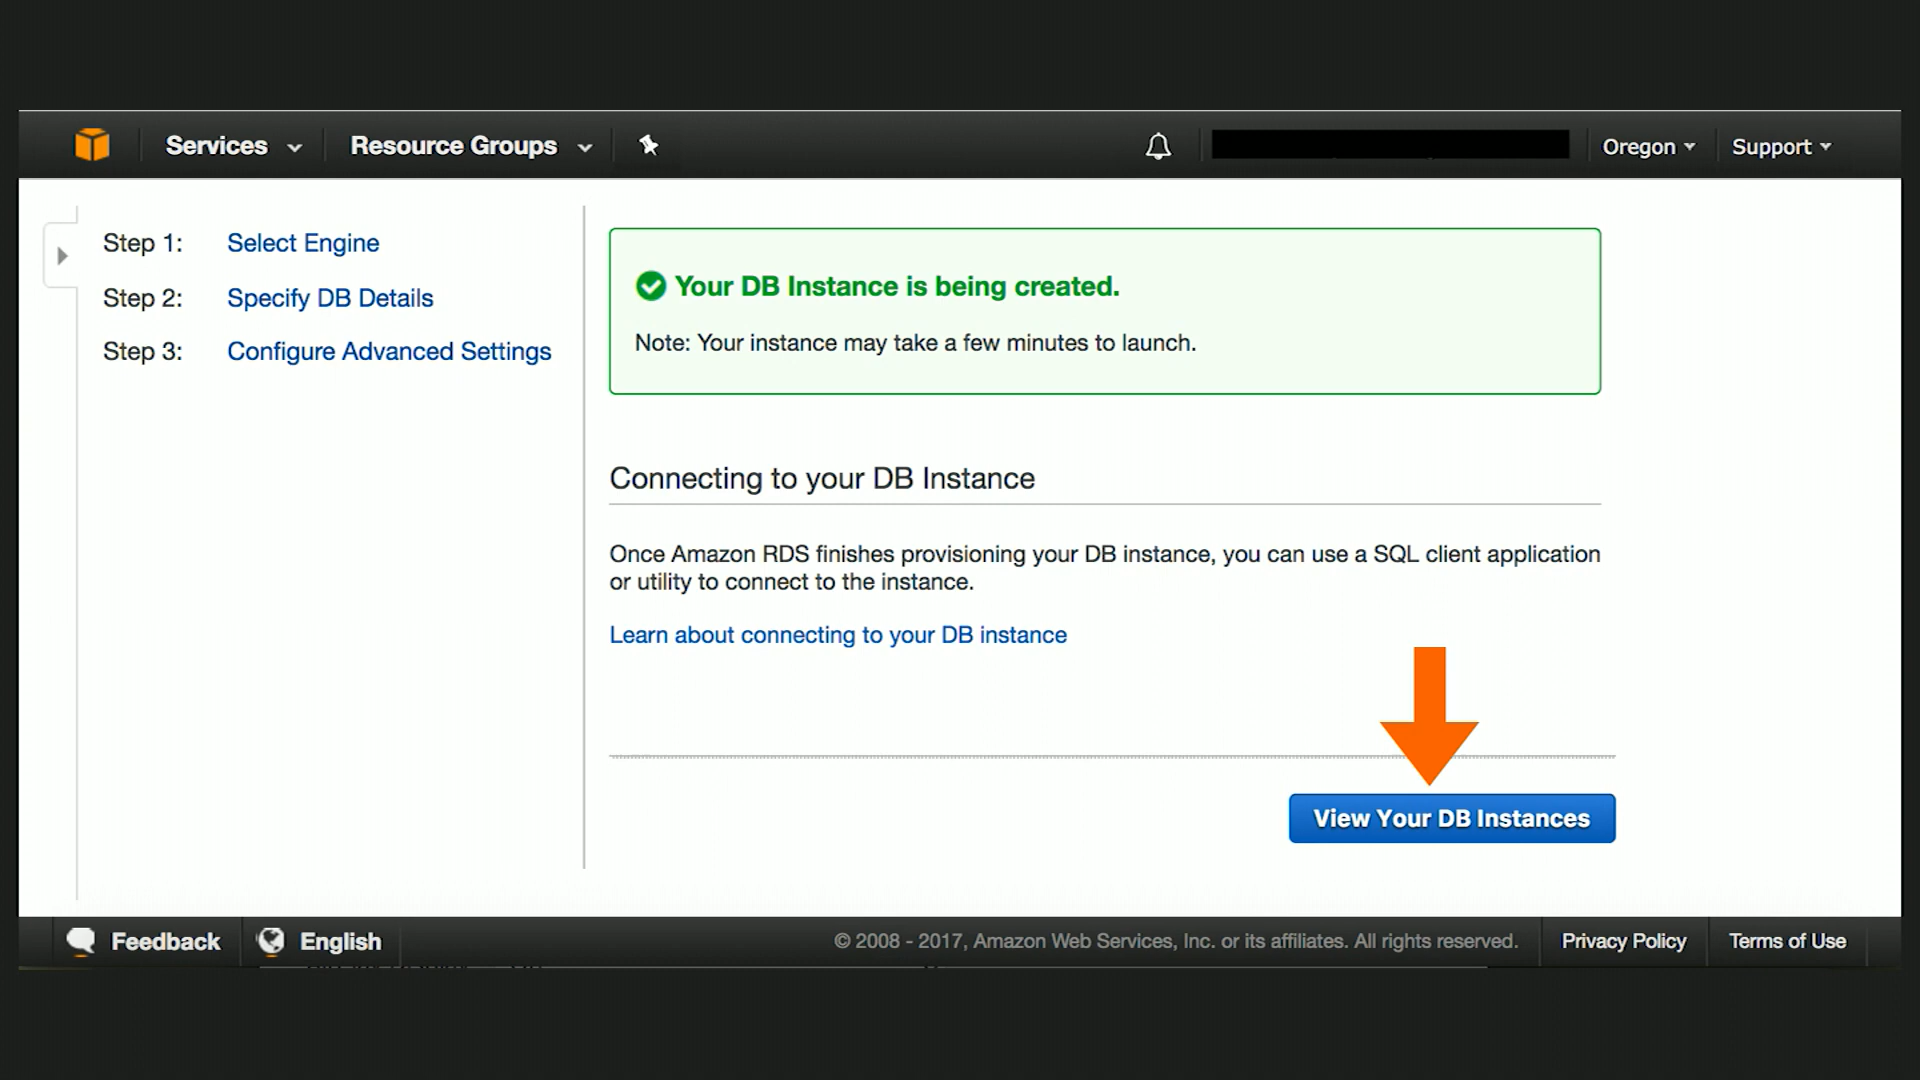 Services
Resource Groups
Oregon
Support
Step 1: Select Engine
Step 2: Specify DB Details
Step 3: Configure Advanced Settings
Your DB Instance is being created.
Note: Your instance may take a few minutes to launch.
Connecting to your DB Instance
Once Amazon RDS finishes provisioning your DB instance, you can use a SQL client application
or utility to connect to the instance.
Learn about connecting to your DB instance
View Your DB Instances
Feedback
English
© 2008 - 2017, Amazon Web Services, Inc. or its affiliates. All rights reserved.
Privacy Policy
Terms of Use